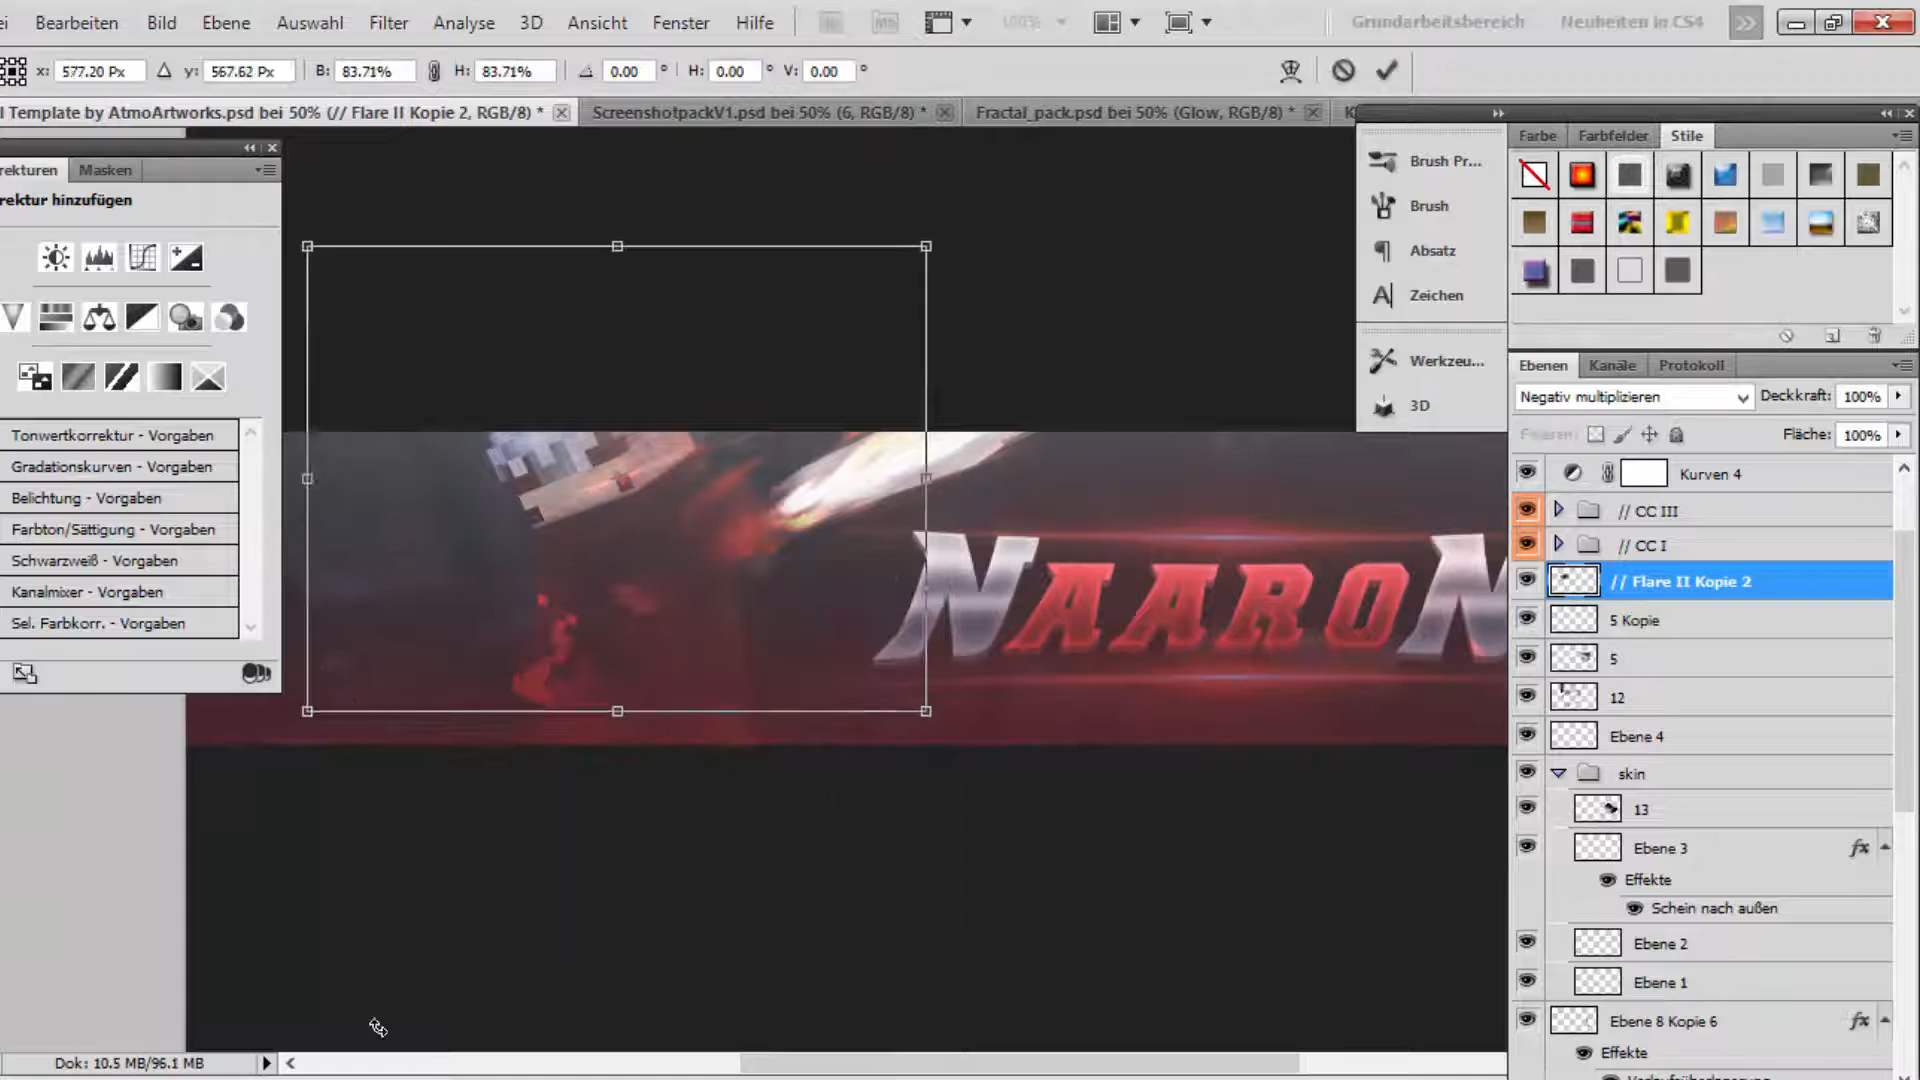 Bearbeiten Bild Ebene Auswahl Filter Analyse 3D Ansicht Fenster Hilfe 100% Grundarbeitsbereich Neuheiten in CS4
x: 577.20 Px y: 567.62 Px B: 83.71% H: 83.71% 0.00 ° H: 0.00 ° V: 0.00 °
l Template by AtmoArtworks.psd bei 50% (// Flare II Kopie 2, RGB/8) * ScreenshotpackV1.psd bei 50% (6, RGB/8) * Fractal_pack.psd bei 50% (Glow, RGB/8) * K
rekturen Masken
rektur hinzufügen
Tonwertkorrektur - Vorgaben
Gradationskurven - Vorgaben
Belichtung - Vorgaben
Farbton/Sättigung - Vorgaben
Schwarzweiß - Vorgaben
Kanalmixer - Vorgaben
Sel. Farbkorr. - Vorgaben
NAARON
Brush Pr...
Brush
Absatz
Zeichen
Werkzeu...
3D
Farbe Farbfelder Stile
Ebenen Kanäle Protokoll
Negativ multiplizieren Deckkraft: 100%
Fixieren: Fläche: 100%
Kurven 4
// CC III
// CC I
// Flare II Kopie 2
5 Kopie
5
12
Ebene 4
skin
13
Ebene 3 fx
Effekte
Schein nach außen
Ebene 2
Ebene 1
Ebene 8 Kopie 6 fx
Effekte
Dok: 10.5 MB/96.1 MB